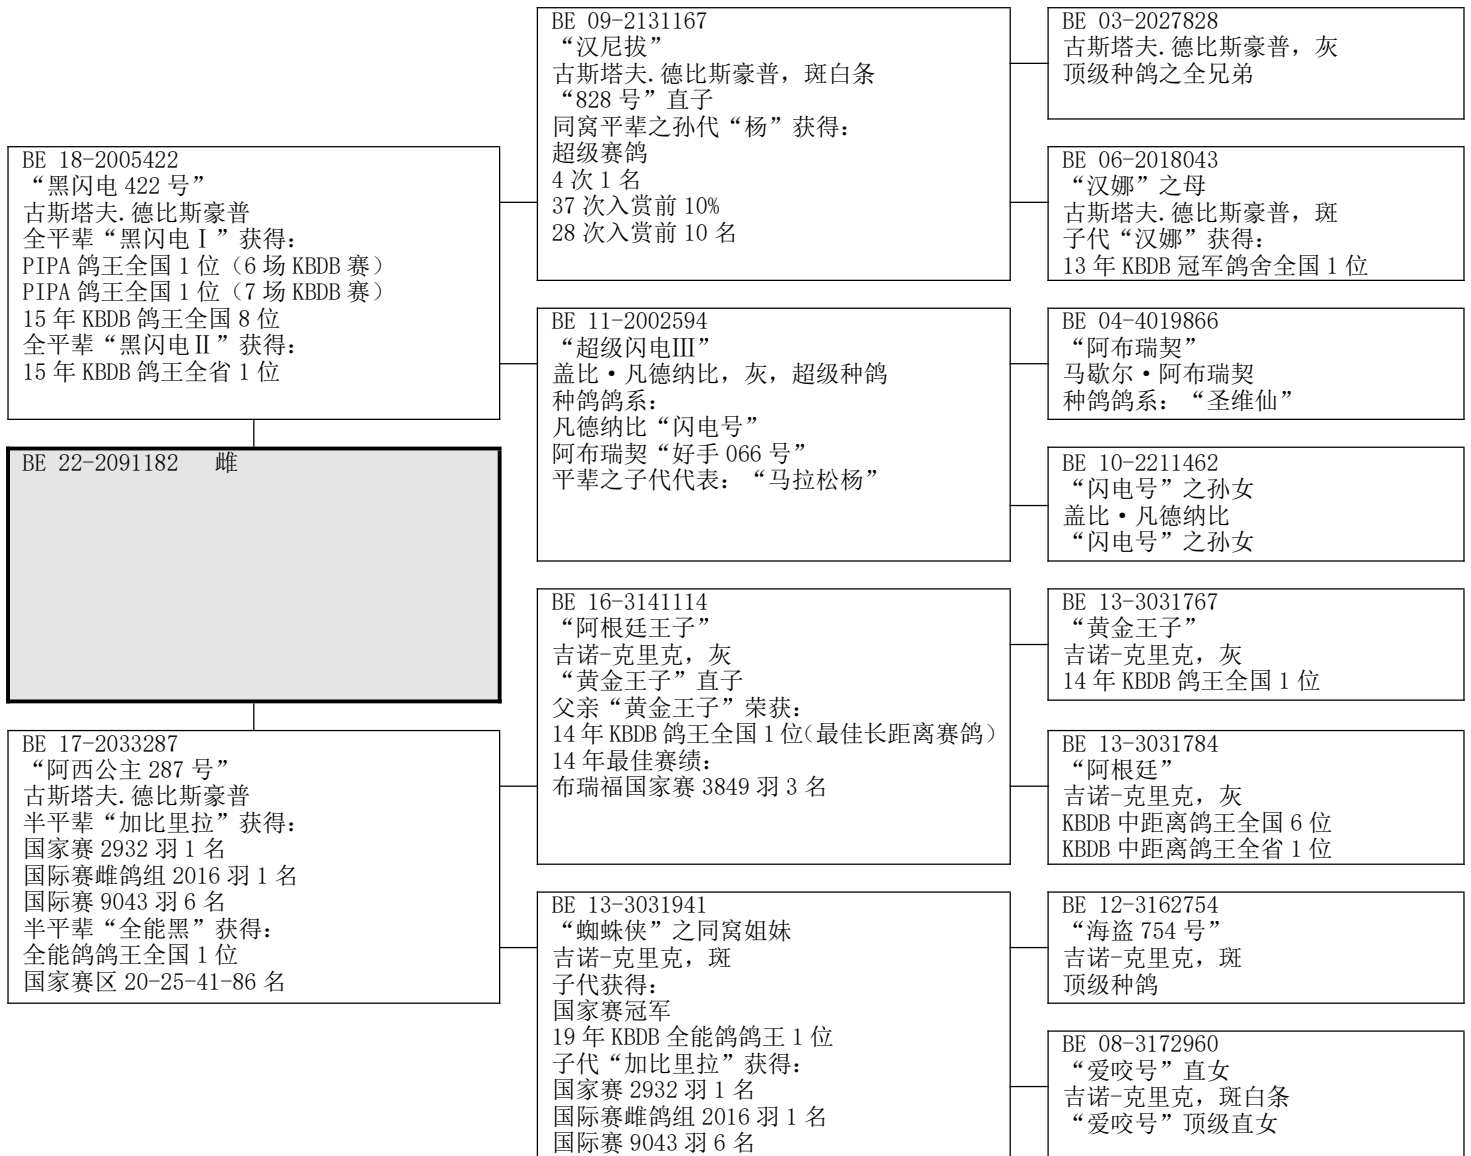 BE 18-2005422
“黑闪电 422 号”
古斯塔夫.德比斯豪普
全平辈“黑闪电Ⅰ”获得：
PIPA 鸽王全国 1 位（6 场 KBDB 赛）
PIPA 鸽王全国 1 位（7 场 KBDB 赛）
15 年 KBDB 鸽王全国 8 位
全平辈“黑闪电Ⅱ”获得：
15 年 KBDB 鸽王全省 1 位
BE 22-2091182 雌
BE 17-2033287
“阿西公主 287 号”
古斯塔夫.德比斯豪普
半平辈“加比里拉”获得：
国家赛 2932 羽 1 名
国际赛雌鸽组 2016 羽 1 名
国际赛 9043 羽 6 名
半平辈“全能黑”获得：
全能鸽鸽王全国 1 位
国家赛区 20-25-41-86 名
BE 09-2131167
“汉尼拔”
古斯塔夫.德比斯豪普，斑白条
“828 号”直子
同窝平辈之孙代“杨”获得：
超级赛鸽
4 次 1 名
37 次入赏前 10%
28 次入赏前 10 名
BE 11-2002594
“超级闪电Ⅲ”
盖比·凡德纳比，灰，超级种鸽
种鸽鸽系：
凡德纳比“闪电号”
阿布瑞契“好手 066 号”
平辈之子代代表：“马拉松杨”
BE 16-3141114
“阿根廷王子”
吉诺-克里克，灰
“黄金王子”直子
父亲“黄金王子”荣获：
14 年 KBDB 鸽王全国 1 位（最佳长距离赛鸽）
14 年最佳赛绩：
布瑞福国家赛 3849 羽 3 名
BE 13-3031941
“蜘蛛侠”之同窝姐妹
吉诺-克里克，斑
子代获得：
国家赛冠军
19 年 KBDB 全能鸽鸽王 1 位
子代“加比里拉”获得：
国家赛 2932 羽 1 名
国际赛雌鸽组 2016 羽 1 名
国际赛 9043 羽 6 名
BE 03-2027828
古斯塔夫.德比斯豪普，灰
顶级种鸽之全兄弟
BE 06-2018043
“汉娜”之母
古斯塔夫.德比斯豪普，斑
子代“汉娜”获得：
13 年 KBDB 冠军鸽舍全国 1 位
BE 04-4019866
“阿布瑞契”
马歇尔·阿布瑞契
种鸽鸽系：“圣维仙”
BE 10-2211462
“闪电号”之孙女
盖比·凡德纳比
“闪电号”之孙女
BE 13-3031767
“黄金王子”
吉诺-克里克，灰
14 年 KBDB 鸽王全国 1 位
BE 13-3031784
“阿根廷”
吉诺-克里克，灰
KBDB 中距离鸽王全国 6 位
KBDB 中距离鸽王全省 1 位
BE 12-3162754
“海盗 754 号”
吉诺-克里克，斑
顶级种鸽
BE 08-3172960
“爱咬号”直女
吉诺-克里克，斑白条
“爱咬号”顶级直女